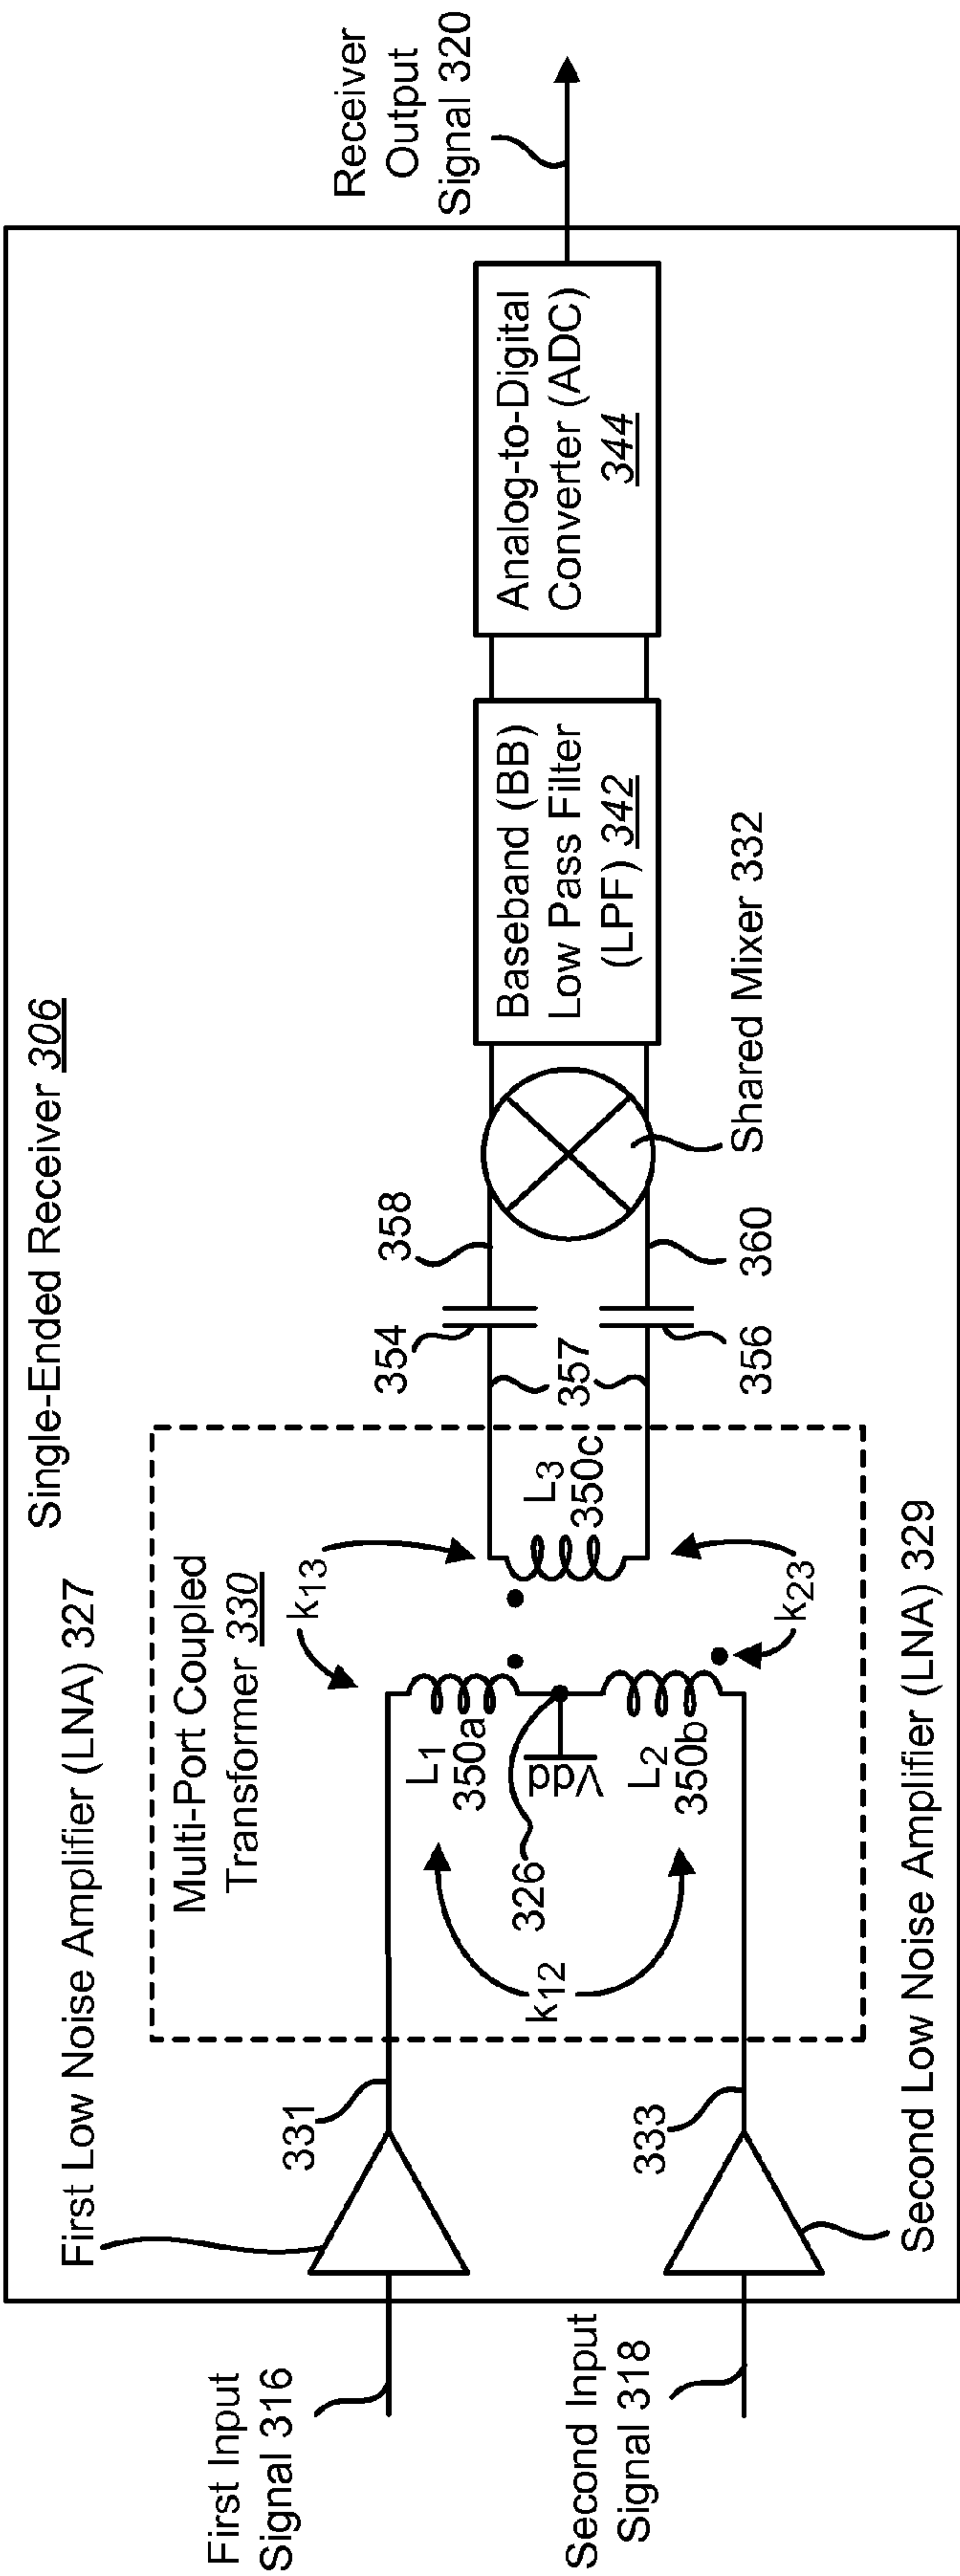 Single-Ended Receiver 306
First Low Noise Amplifier (LNA) 327
Multi-Port Coupled
Transformer 330
First Input
Signal 316
331
k13
L1
350a
326
Vdd
k12
L2
350b
L3
350c
k23
354
358
357
356
360
Second Input
Signal 318
333
Second Low Noise Amplifier (LNA) 329
Shared Mixer 332
Baseband (BB)
Low Pass Filter
(LPF) 342
Analog-to-Digital
Converter (ADC)
344
Receiver
Output
Signal 320